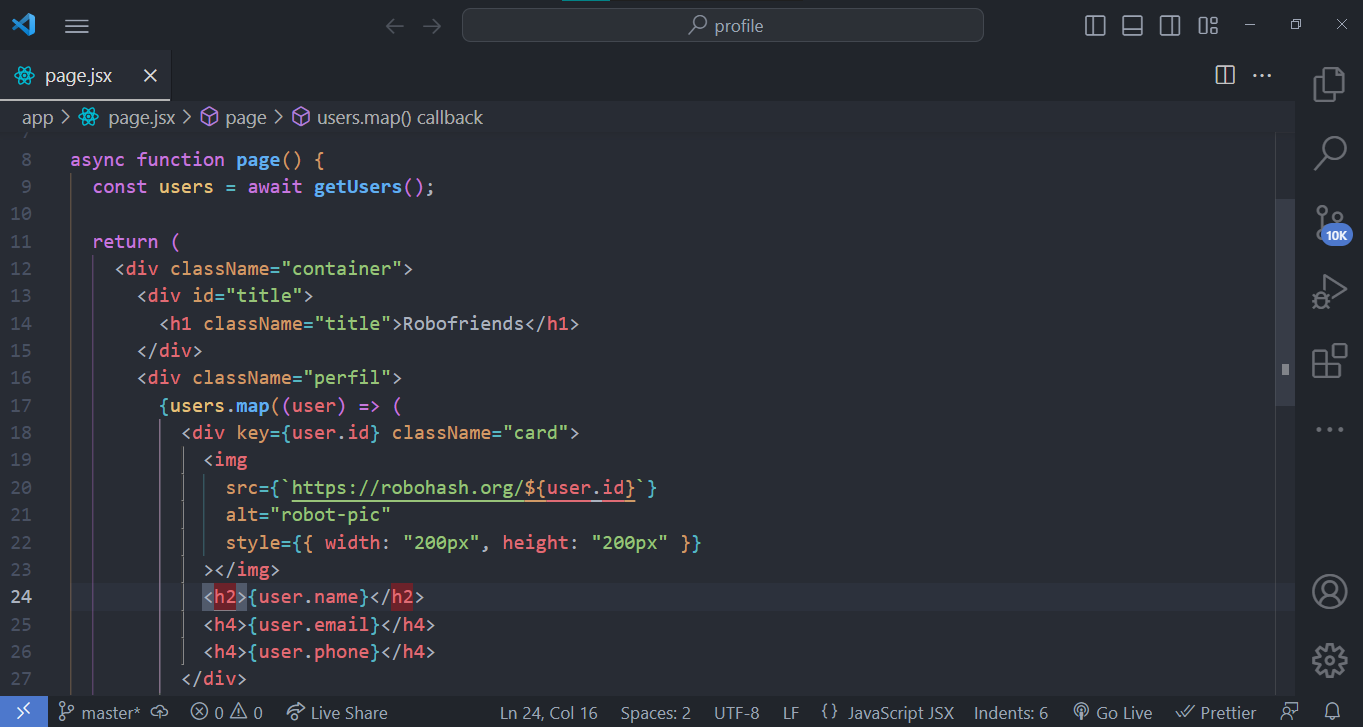 profile
page.jsx
app > page.jsx > page > users.map() callback
7
8 async function page() {
9 const users = await getUsers();
10
11 return (
12 <div className="container">
13 <div id="title">
14 <h1 className="title">Robofriends</h1>
15 </div>
16 <div className="perfil">
17 {users.map((user) => (
18 <div key={user.id} className="card">
19 <img
20 src={`https://robohash.org/${user.id}`}
21 alt="robot-pic"
22 style={{ width: "200px", height: "200px" }}
23 ></img>
24 <h2>{user.name}</h2>
25 <h4>{user.email}</h4>
26 <h4>{user.phone}</h4>
27 </div>
10K
master* 0 0 Live Share Ln 24, Col 16 Spaces: 2 UTF-8 LF {} JavaScript JSX Indents: 6 Go Live Prettier